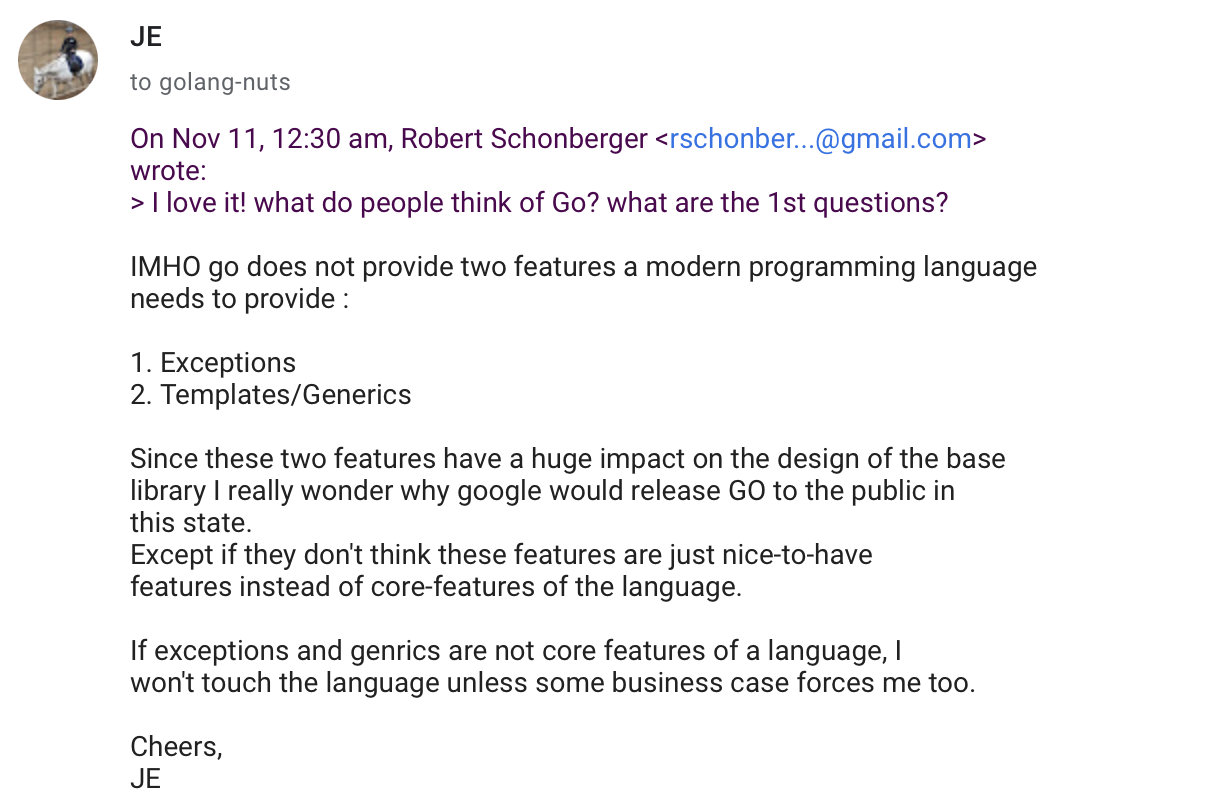 JE
to golang-nuts
On Nov 11, 12:30 am, Robert Schonberger <rschonber...@gmail.com>
wrote:
> I love it! what do people think of Go? what are the 1st questions?
IMHO go does not provide two features a modern programming language
needs to provide :
1. Exceptions
2. Templates/Generics
Since these two features have a huge impact on the design of the base
library I really wonder why google would release GO to the public in
this state.
Except if they don't think these features are just nice-to-have
features instead of core-features of the language.
If exceptions and genrics are not core features of a language, I
won't touch the language unless some business case forces me too.
Cheers,
JE